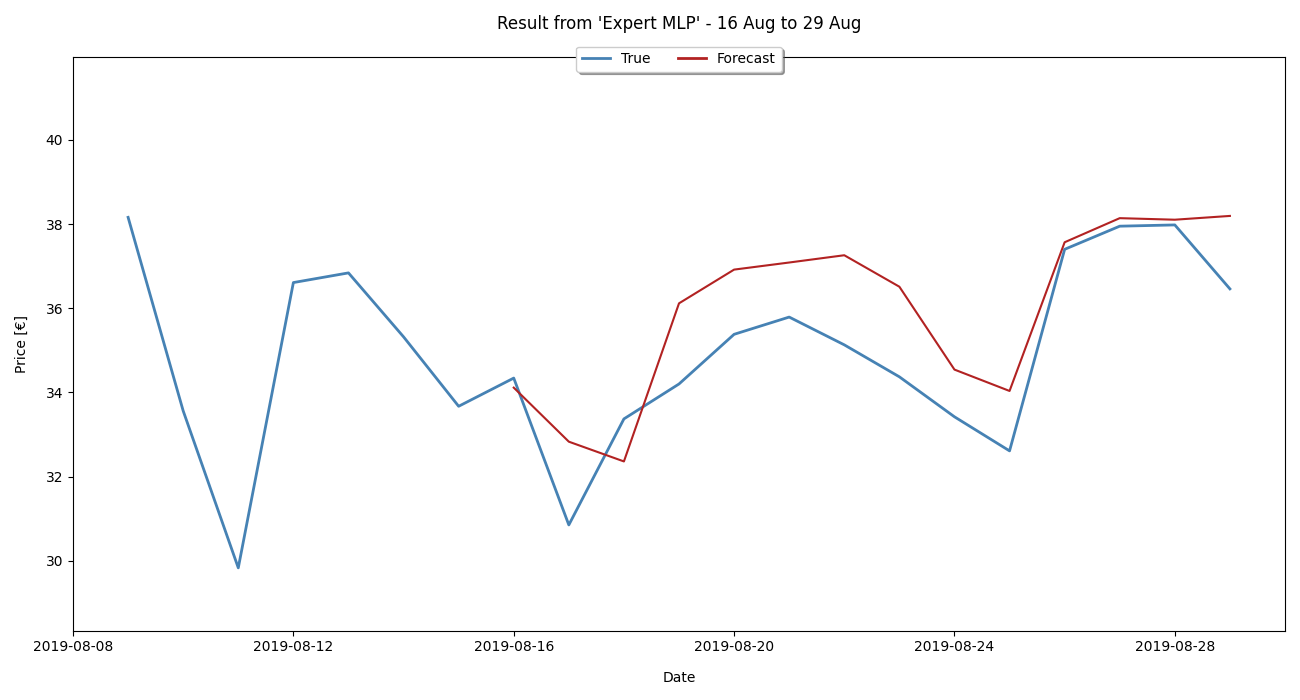 Result from 'Expert MLP' - 16 Aug to 29 Aug
True Forecast
40
38
36
34
32
30
Price [€]
2019-08-08 2019-08-12 2019-08-16 2019-08-20 2019-08-24 2019-08-28
Date